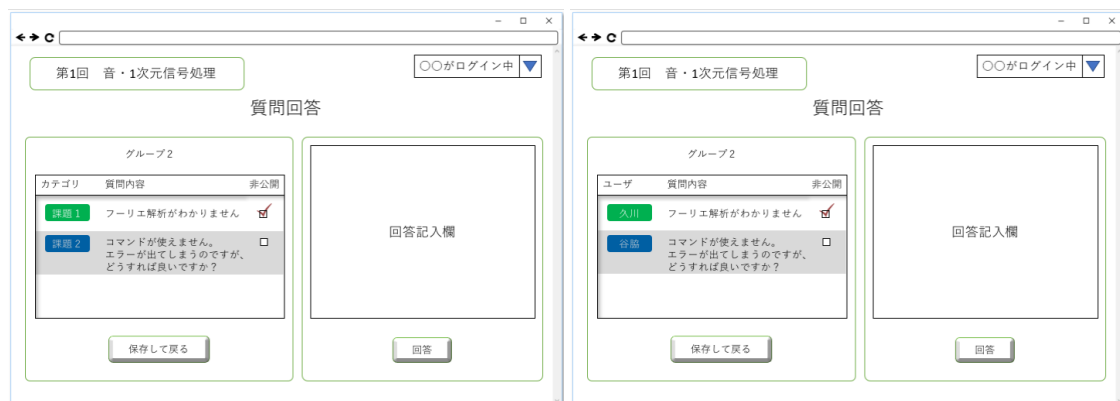 第1回　音・1次元信号処理
〇〇がログイン中
質問回答
グループ2
カテゴリ　質問内容　非公開
課題1　フーリエ解析がわかりません
課題2　コマンドが使えません。
エラーが出てしまうのですが、
どうすれば良いですか？
保存して戻る
回答記入欄
回答
第1回　音・1次元信号処理
〇〇がログイン中
質問回答
グループ2
ユーザ　質問内容　非公開
久川　フーリエ解析がわかりません
谷脇　コマンドが使えません。
エラーが出てしまうのですが、
どうすれば良いですか？
保存して戻る
回答記入欄
回答